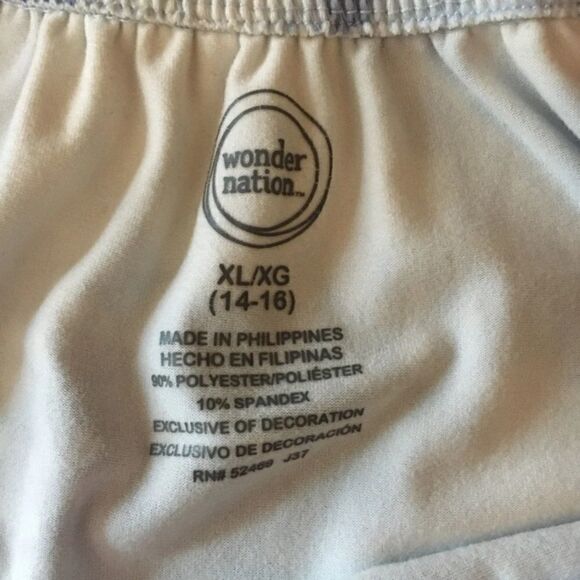 wonder
nation™
XL/XG
(14-16)
MADE IN PHILIPPINES
HECHO EN FILIPINAS
90% POLYESTER/POLIÉSTER
10% SPANDEX
EXCLUSIVE OF DECORATION
EXCLUSIVO DE DECORACIÓN
RN# 52469 J37